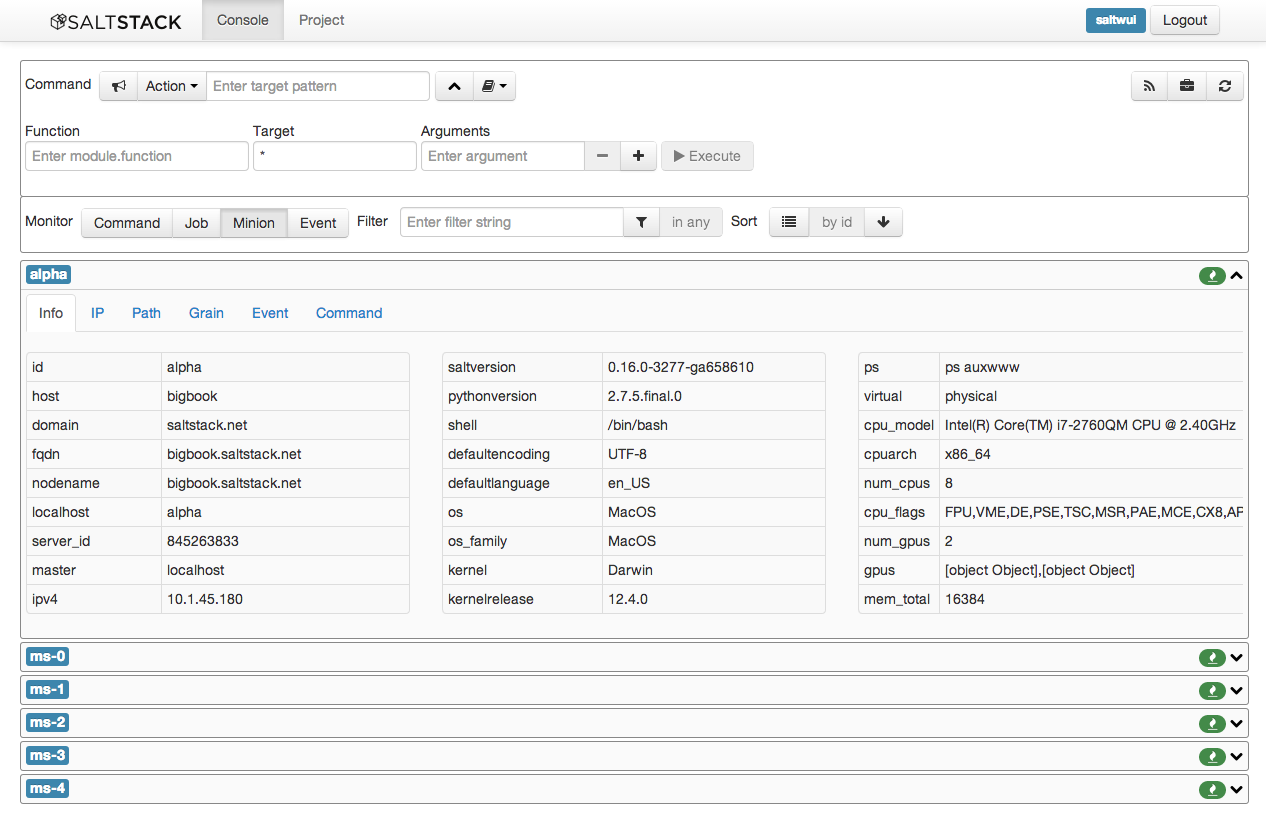 SALTSTACK Console Project saltwui Logout
Command Action Enter target pattern
Function Target Arguments
Enter module.function * Enter argument Execute
Monitor Command Job Minion Event Filter Enter filter string in any Sort by id
alpha
Info IP Path Grain Event Command
id alpha saltversion 0.16.0-3277-ga658610 ps ps auxwww
host bigbook pythonversion 2.7.5.final.0 virtual physical
domain saltstack.net shell /bin/bash cpu_model Intel(R) Core(TM) i7-2760QM CPU @ 2.40GHz
fqdn bigbook.saltstack.net defaultencoding UTF-8 cpuarch x86_64
nodename bigbook.saltstack.net defaultlanguage en_US num_cpus 8
localhost alpha os MacOS cpu_flags FPU,VME,DE,PSE,TSC,MSR,PAE,MCE,CX8,AP
server_id 845263833 os_family MacOS num_gpus 2
master localhost kernel Darwin gpus [object Object],[object Object]
ipv4 10.1.45.180 kernelrelease 12.4.0 mem_total 16384
ms-0
ms-1
ms-2
ms-3
ms-4